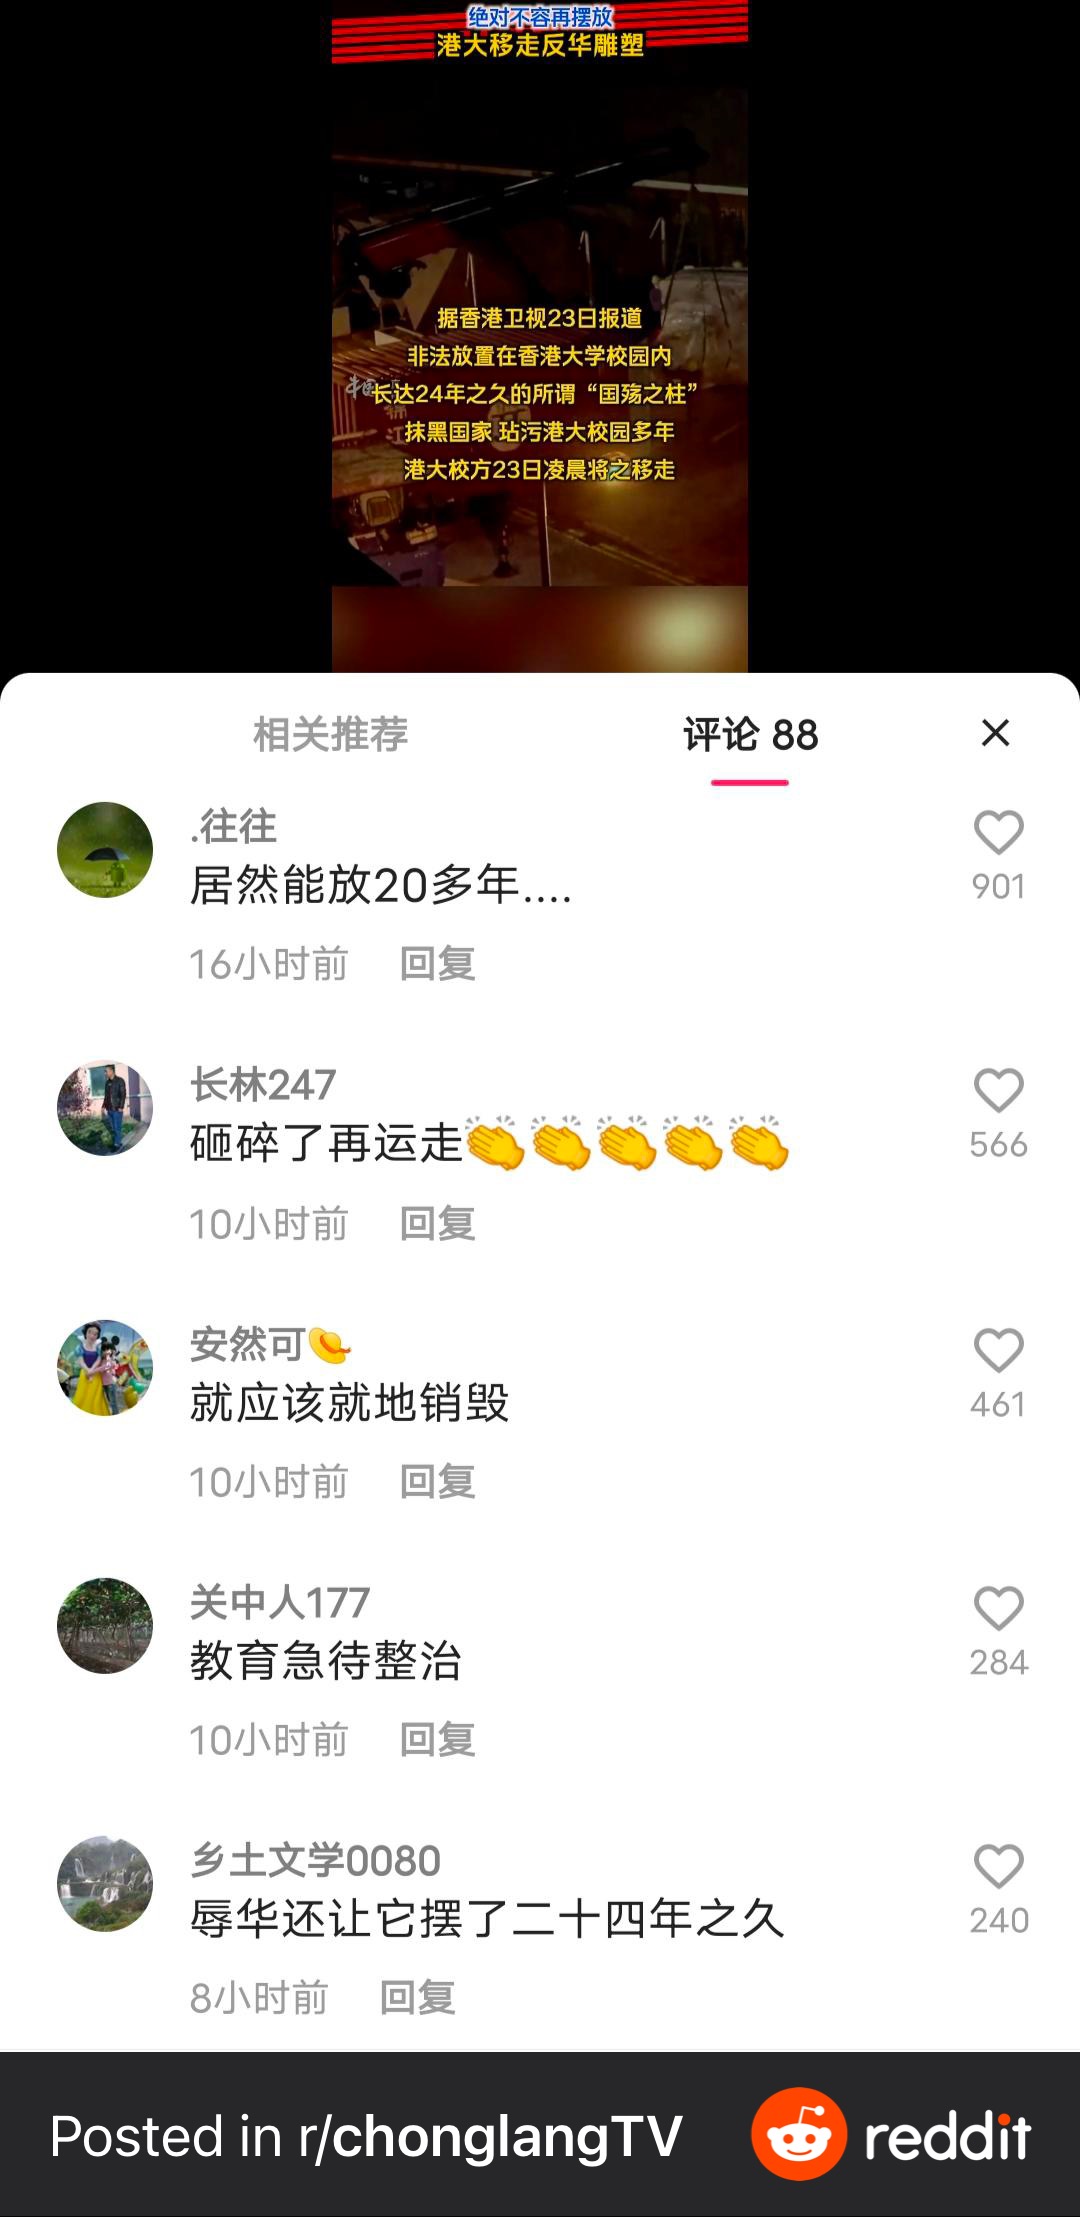 绝对不容再摆放
港大移走反华雕塑
据香港卫视23日报道
非法放置在香港大学校园内
长达24年之久的所谓“国殇之柱”
抹黑国家 玷污港大校园多年
港大校方23日凌晨将之移走
相关推荐
评论 88
.往往
居然能放20多年....
901
16小时前 回复
长林247
砸碎了再运走👏👏👏👏👏
566
10小时前 回复
安然可👒
就应该就地销毁
461
10小时前 回复
关中人177
教育急待整治
284
10小时前 回复
乡土文学0080
辱华还让它摆了二十四年之久
240
8小时前 回复
Posted in r/chonglangTV reddit